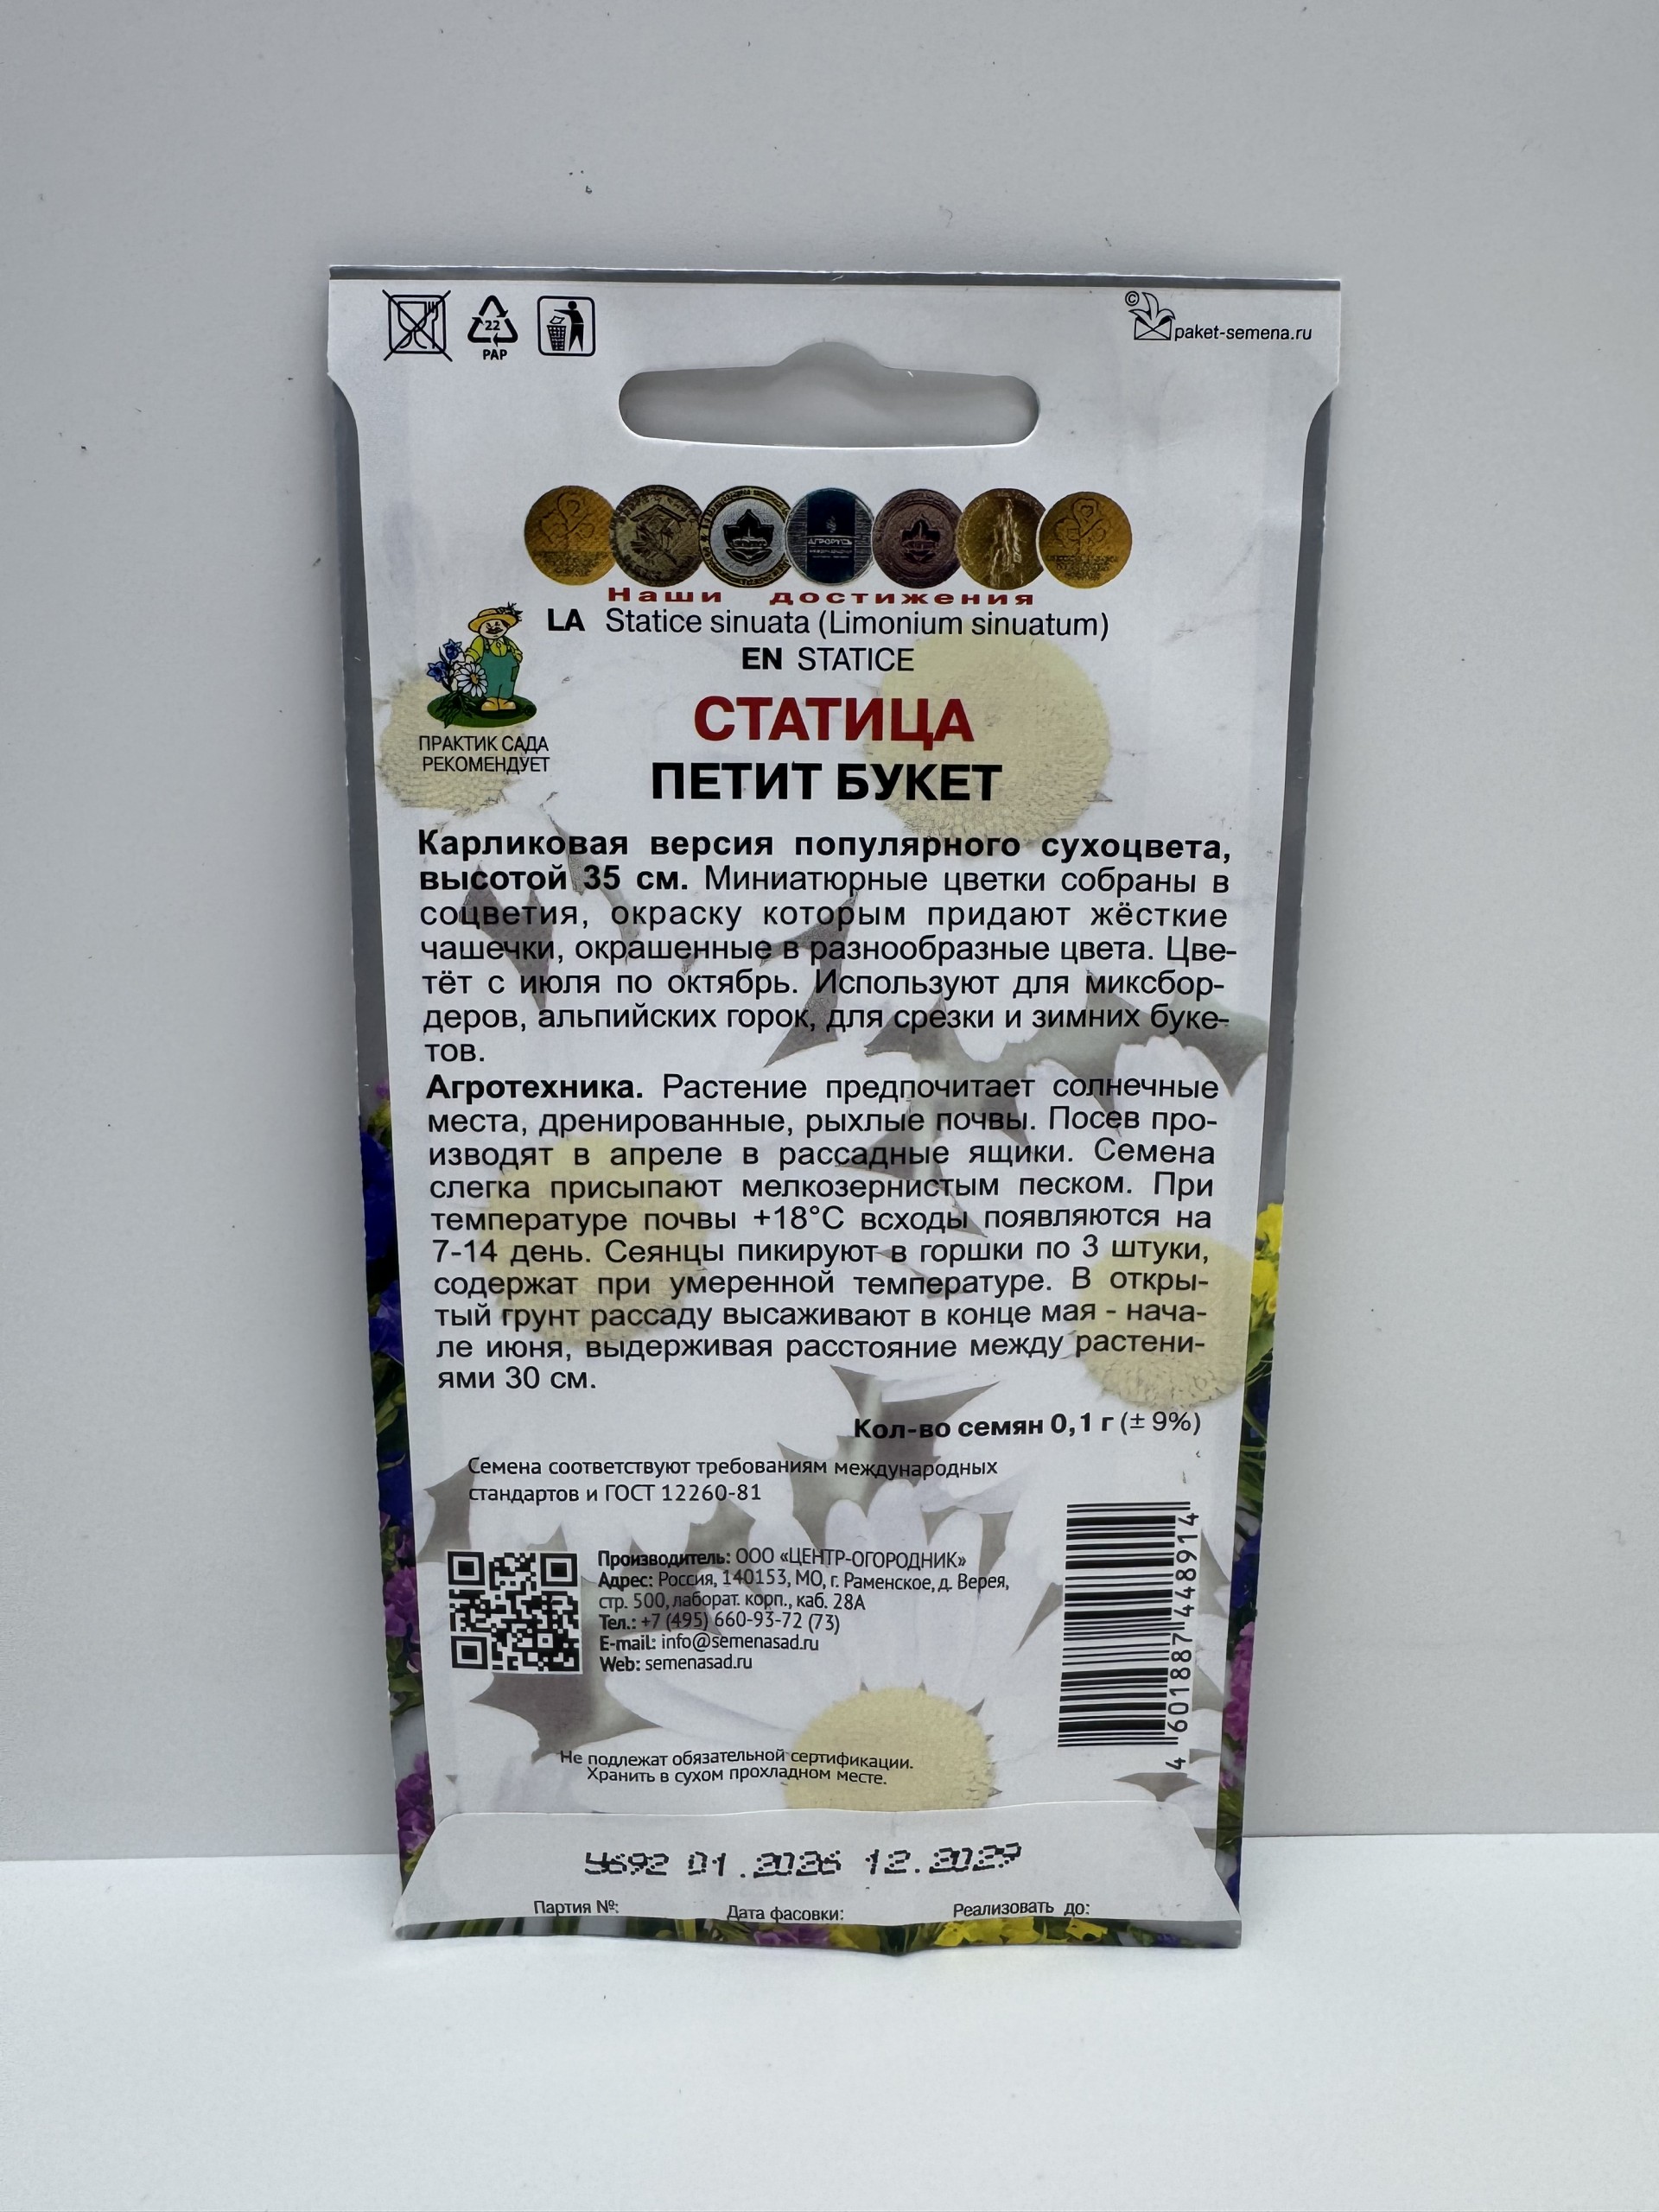 22
PAP
©
paket-semena.ru
АГРОРУСЬ
Наши достижения
LA Statice sinuata (Limonium sinuatum)
EN STATICE
ПРАКТИК САДА
РЕКОМЕНДУЕТ
СТАТИЦА
ПЕТИТ БУКЕТ
Карликовая версия популярного сухоцвета,
высотой 35 см. Миниатюрные цветки собраны в
соцветия, окраску которым придают жёсткие
чашечки, окрашенные в разнообразные цвета. Цве-
тёт с июля по октябрь. Используют для миксбор-
деров, альпийских горок, для срезки и зимних буке-
тов.
Агротехника. Растение предпочитает солнечные
места, дренированные, рыхлые почвы. Посев про-
изводят в апреле в рассадные ящики. Семена
слегка присыпают мелкозернистым песком. При
температуре почвы +18°С всходы появляются на
7-14 день. Сеянцы пикируют в горшки по 3 штуки,
содержат при умеренной температуре. В откры-
тый грунт рассаду высаживают в конце мая - нача-
ле июня, выдерживая расстояние между растени-
ями 30 см.
Кол-во семян 0,1 г (± 9%)
Семена соответствуют требованиям международных
стандартов и ГОСТ 12260-81
Производитель: ООО «ЦЕНТР-ОГОРОДНИК»
Адрес: Россия, 140153, МО, г. Раменское, д. Верея,
стр. 500, лаборат. корп., каб. 28А
Тел.: +7 (495) 660-93-72 (73)
E-mail: info@semenasad.ru
Web: semenasad.ru
4 601887 448914
Не подлежат обязательной сертификации.
Хранить в сухом прохладном месте.
У692 01.2026 12.2029
Партия №: Дата фасовки: Реализовать до: